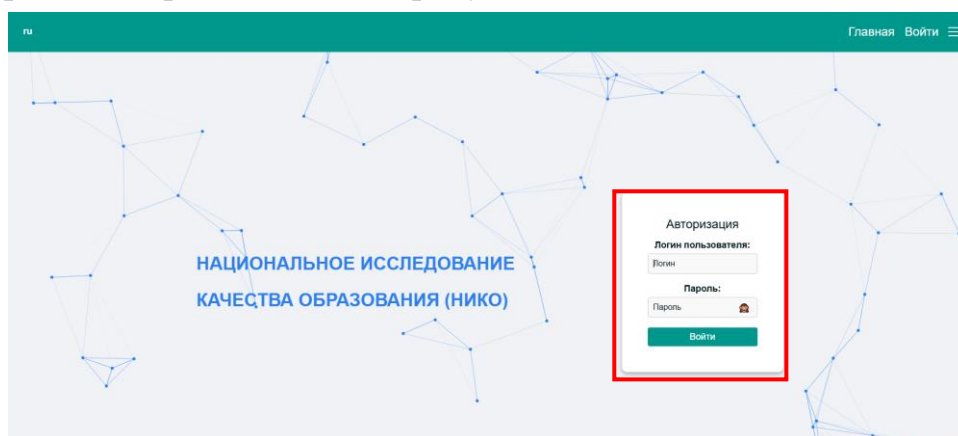 ru
Главная Войти
Авторизация
Логин пользователя:
Логин
Пароль:
Пароль
Войти
НАЦИОНАЛЬНОЕ ИССЛЕДОВАНИЕ
КАЧЕСТВА ОБРАЗОВАНИЯ (НИКО)